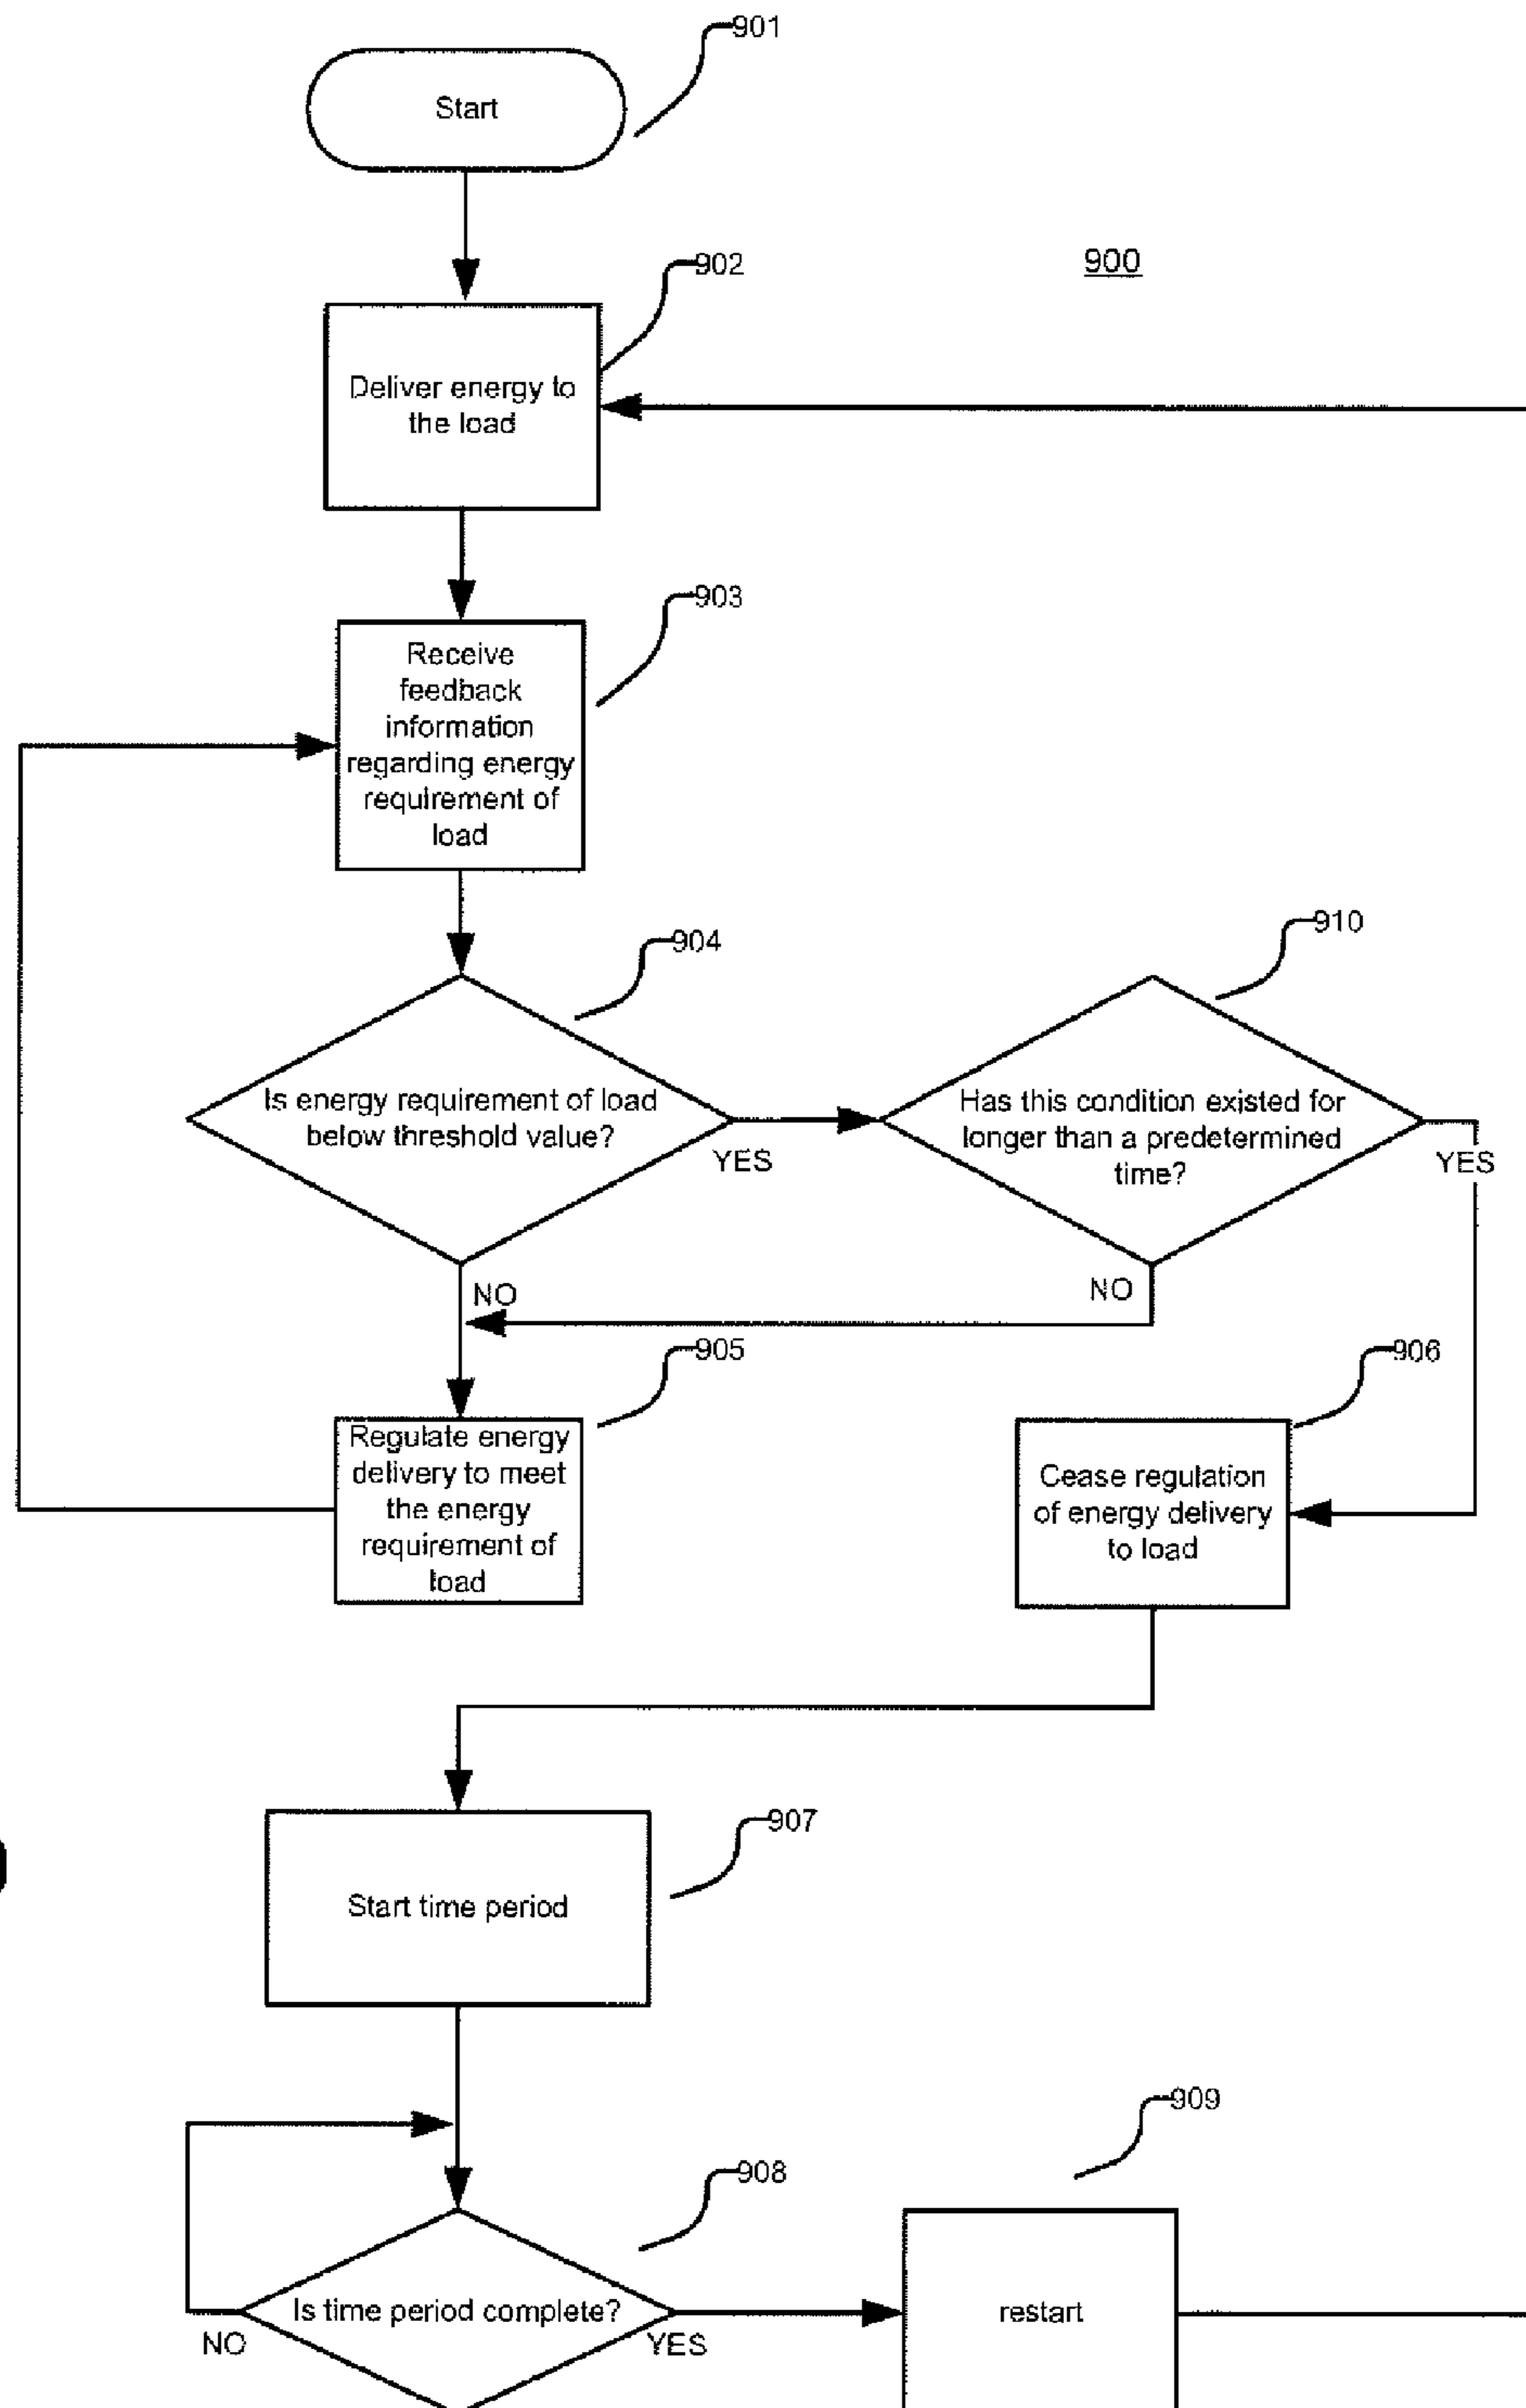 901
Start
902
900
Deliver energy to
the load
903
Receive
feedback
information
regarding energy
requirement of
load
904
910
Is energy requirement of load
below threshold value?
YES
Has this condition existed for
longer than a predetermined
time?
YES
NO
NO
905
906
Regulate energy
delivery to meet
the energy
requirement of
load
Cease regulation
of energy delivery
to load
907
Start time period
909
908
Is time period complete?
NO
YES
restart